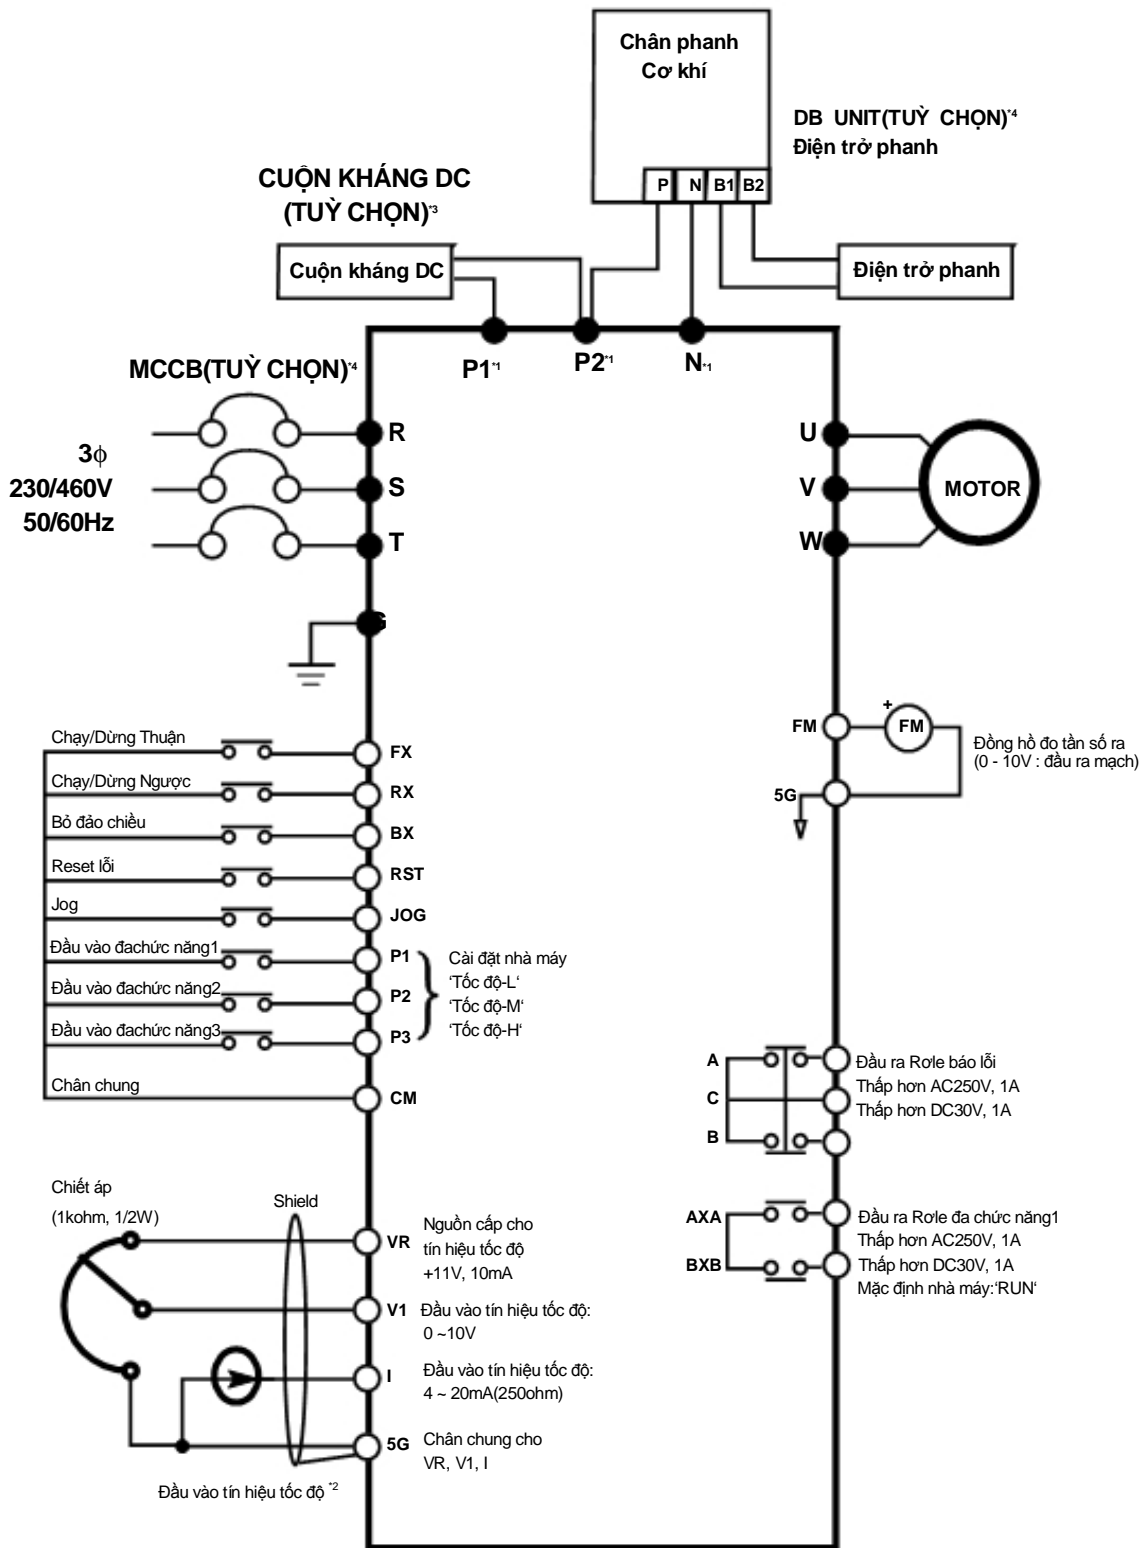 Chân phanh
Cơ khí
DB UNIT(TUỲ CHỌN)*4
Điện trở phanh
P N B1 B2
CUỘN KHÁNG DC
(TUỲ CHỌN)*3
Cuộn kháng DC
Điện trở phanh
P1*1
P2*1
N*1
MCCB(TUỲ CHỌN)*4
3ϕ
230/460V
50/60Hz
R
S
T
G
U
V
W
MOTOR
Chạy/Dừng Thuận
FX
Chạy/Dừng Ngược
RX
Bỏ đảo chiều
BX
Reset lỗi
RST
Jog
JOG
Đầu vào đachức năng1
P1
Đầu vào đachức năng2
P2
Đầu vào đachức năng3
P3
Cài đặt nhà máy
‘Tốc độ-L‘
‘Tốc độ-M‘
‘Tốc độ-H‘
Chân chung
CM
FM
+
FM
5G
Đồng hồ đo tần số ra
(0 - 10V : đầu ra mạch)
A
C
B
Đầu ra Rơle báo lỗi
Thấp hơn AC250V, 1A
Thấp hơn DC30V, 1A
AXA
BXB
Đầu ra Rơle đa chức năng1
Thấp hơn AC250V, 1A
Thấp hơn DC30V, 1A
Mặc định nhà máy:‘RUN‘
Chiết áp
(1kohm, 1/2W)
Shield
VR
Nguồn cấp cho
tín hiệu tốc độ
+11V, 10mA
V1
Đầu vào tín hiệu tốc độ:
0 ~10V
I
Đầu vào tín hiệu tốc độ:
4 ~ 20mA(250ohm)
5G
Chân chung cho
VR, V1, I
Đầu vào tín hiệu tốc độ *2